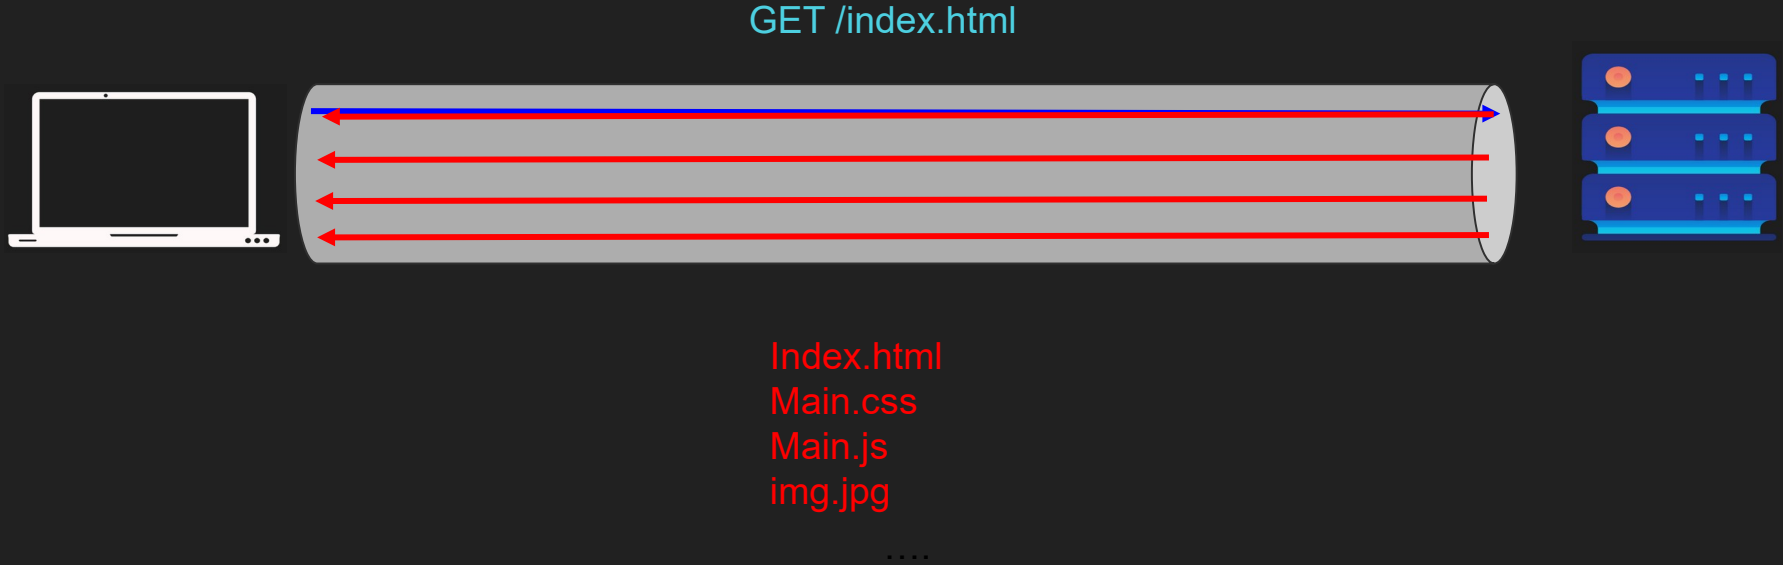 GET /index.html
Index.html
Main.css
Main.js
img.jpg
....